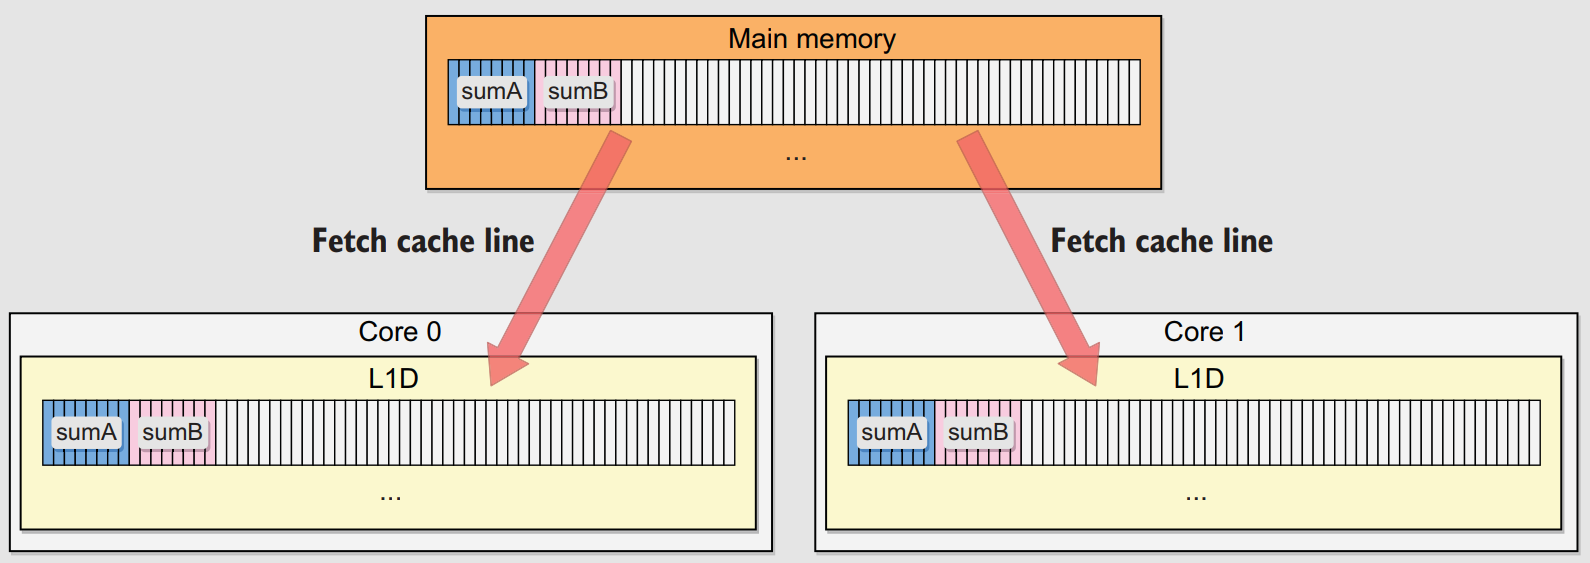 Main memory
sumA sumB
...
Fetch cache line Fetch cache line
Core 0 Core 1
L1D L1D
sumA sumB sumA sumB
... ...